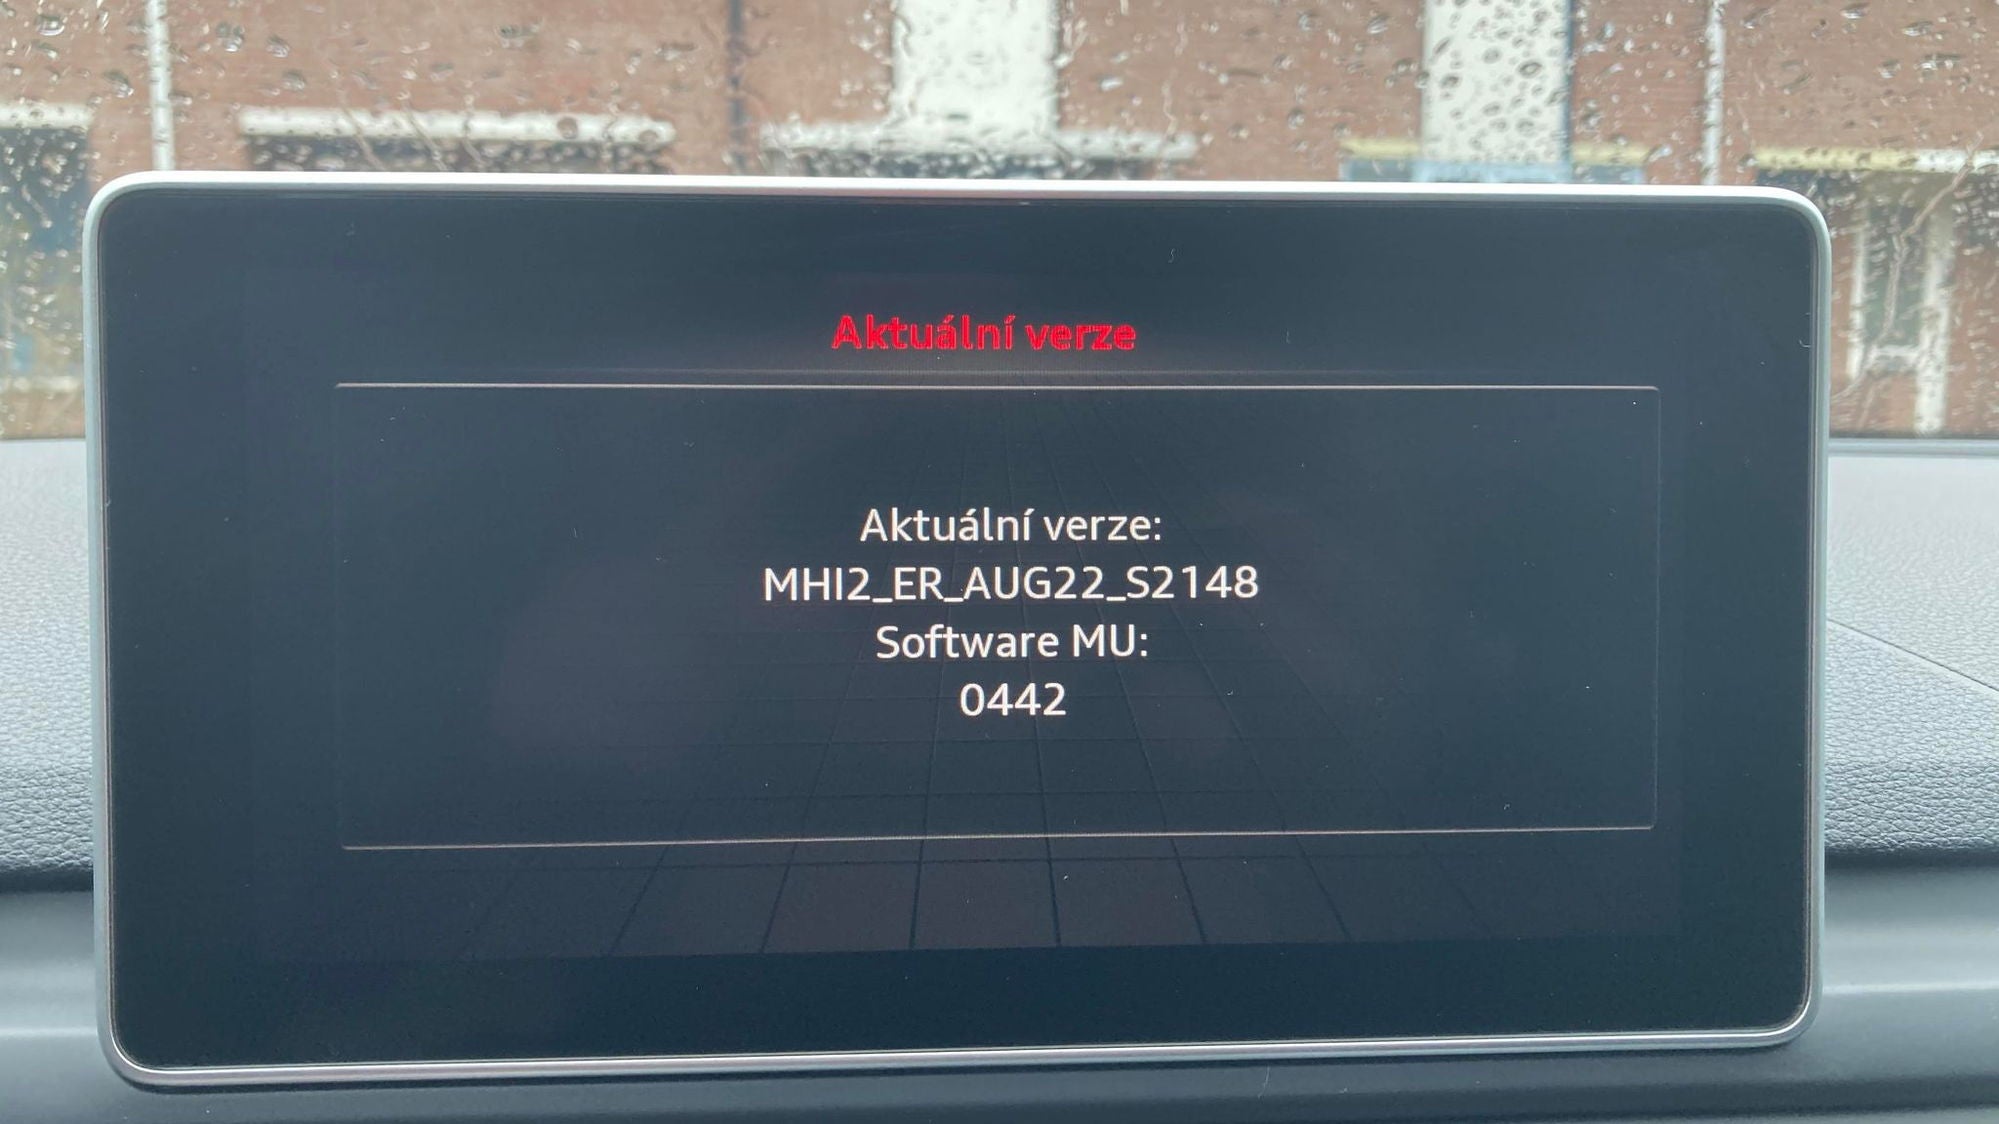 Aktuální verze
Aktuální verze:
MHI2_ER_AUG22_S2148
Software MU:
0442